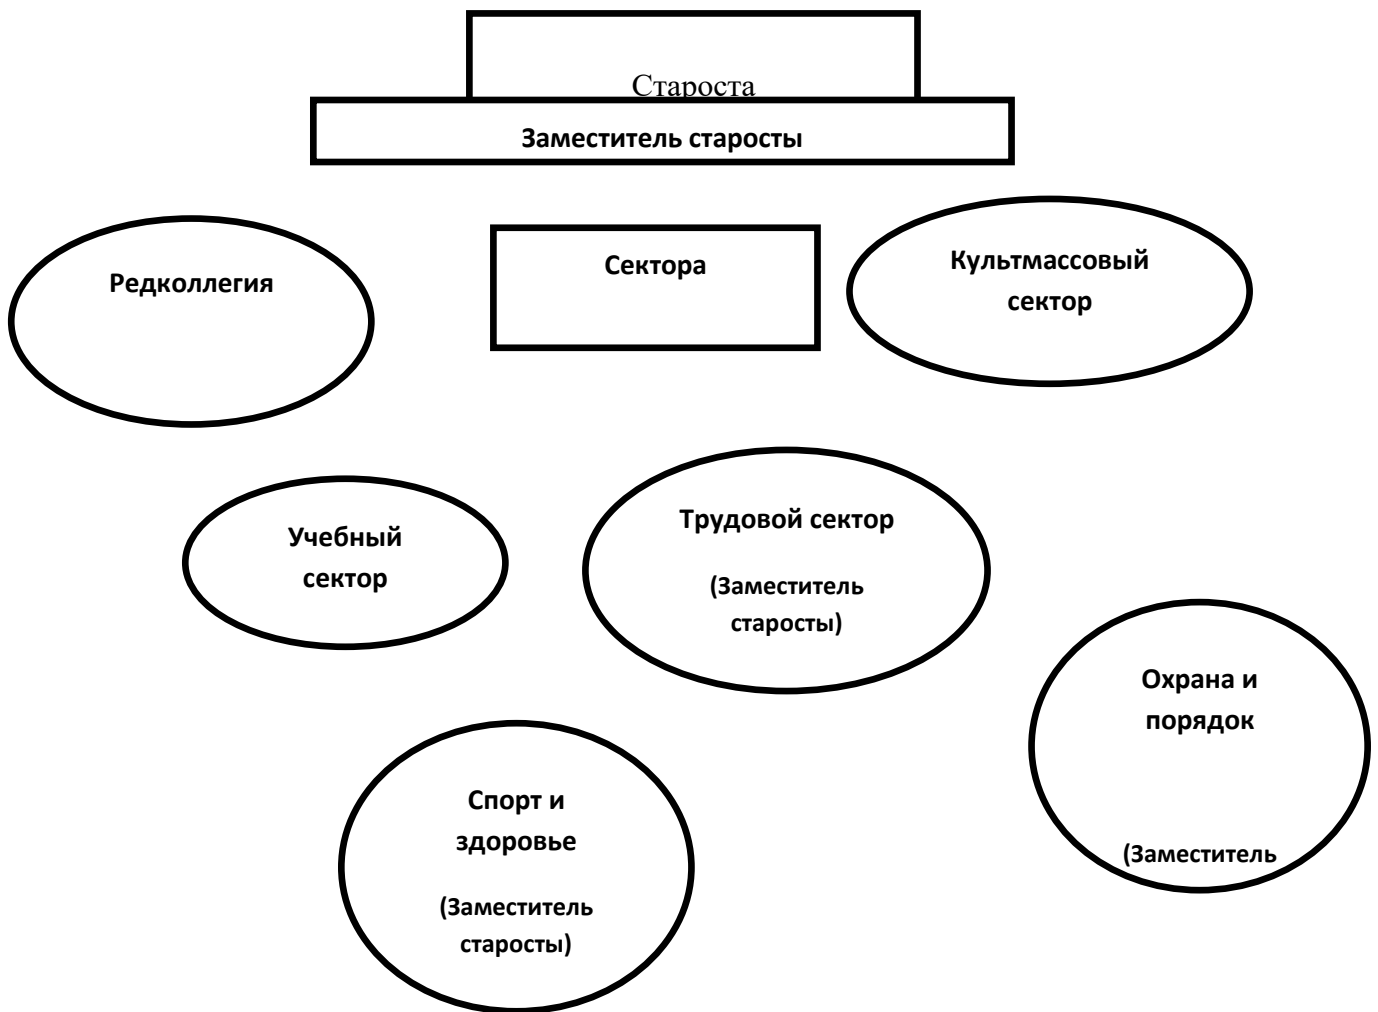 Староста
Заместитель старосты
Редколлегия
Сектора
Культмассовый
сектор
Учебный
сектор
Трудовой сектор
(Заместитель
старосты)
Охрана и
порядок
(Заместитель
Спорт и
здоровье
(Заместитель
старосты)